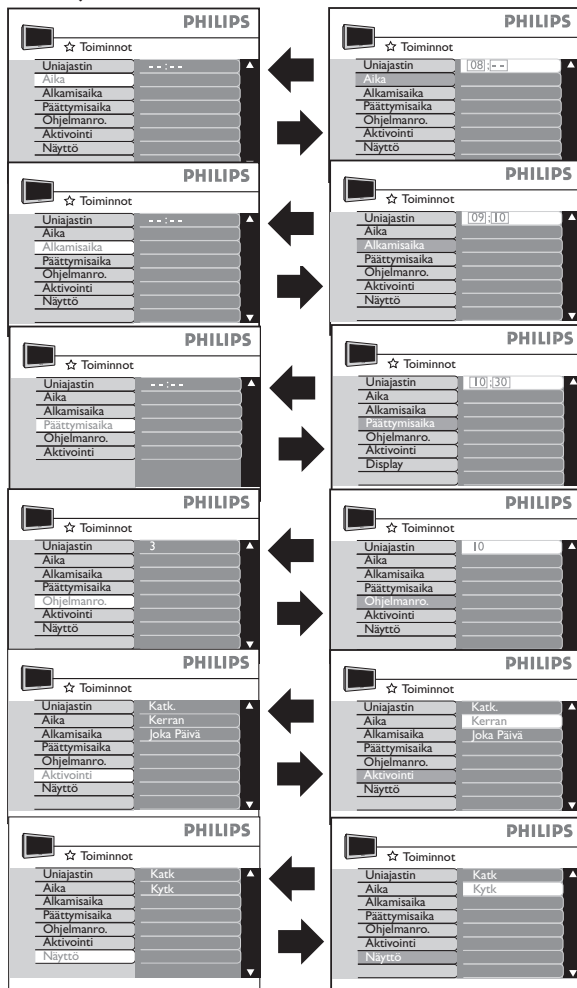 PHILIPS
☆ Toiminnot
Uniajastin --:--
Aika
Alkamisaika
Päättymisaika
Ohjelmanro.
Aktivointi
Näyttö
PHILIPS
☆ Toiminnot
Uniajastin 08:--
Aika
Alkamisaika
Päättymisaika
Ohjelmanro.
Aktivointi
Näyttö
PHILIPS
☆ Toiminnot
Uniajastin --:--
Aika
Alkamisaika
Päättymisaika
Ohjelmanro.
Aktivointi
Näyttö
PHILIPS
☆ Toiminnot
Uniajastin 09:10
Aika
Alkamisaika
Päättymisaika
Ohjelmanro.
Aktivointi
Näyttö
PHILIPS
☆ Toiminnot
Uniajastin --:--
Aika
Alkamisaika
Päättymisaika
Ohjelmanro.
Aktivointi
PHILIPS
☆ Toiminnot
Uniajastin 10:30
Aika
Alkamisaika
Päättymisaika
Ohjelmanro.
Aktivointi
Display
PHILIPS
☆ Toiminnot
Uniajastin 3
Aika
Alkamisaika
Päättymisaika
Ohjelmanro.
Aktivointi
Näyttö
PHILIPS
☆ Toiminnot
Uniajastin 10
Aika
Alkamisaika
Päättymisaika
Ohjelmanro.
Aktivointi
Näyttö
PHILIPS
☆ Toiminnot
Uniajastin Katk.
Aika Kerran
Alkamisaika Joka Päivä
Päättymisaika
Ohjelmanro.
Aktivointi
Näyttö
PHILIPS
☆ Toiminnot
Uniajastin Katk.
Aika Kerran
Alkamisaika Joka Päivä
Päättymisaika
Ohjelmanro.
Aktivointi
Näyttö
PHILIPS
☆ Toiminnot
Uniajastin Katk
Aika Kytk
Alkamisaika
Päättymisaika
Ohjelmanro.
Aktivointi
Näyttö
PHILIPS
☆ Toiminnot
Uniajastin Katk
Aika Kytk
Alkamisaika
Päättymisaika
Ohjelmanro.
Aktivointi
Näyttö